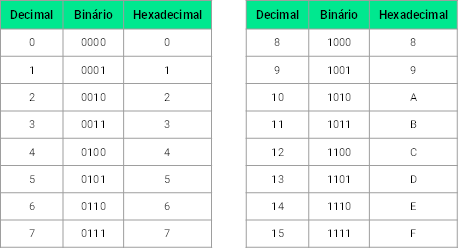 Decimal Binário Hexadecimal
0 0000 0
1 0001 1
2 0010 2
3 0011 3
4 0100 4
5 0101 5
6 0110 6
7 0111 7
Decimal Binário Hexadecimal
8 1000 8
9 1001 9
10 1010 A
11 1011 B
12 1100 C
13 1101 D
14 1110 E
15 1111 F